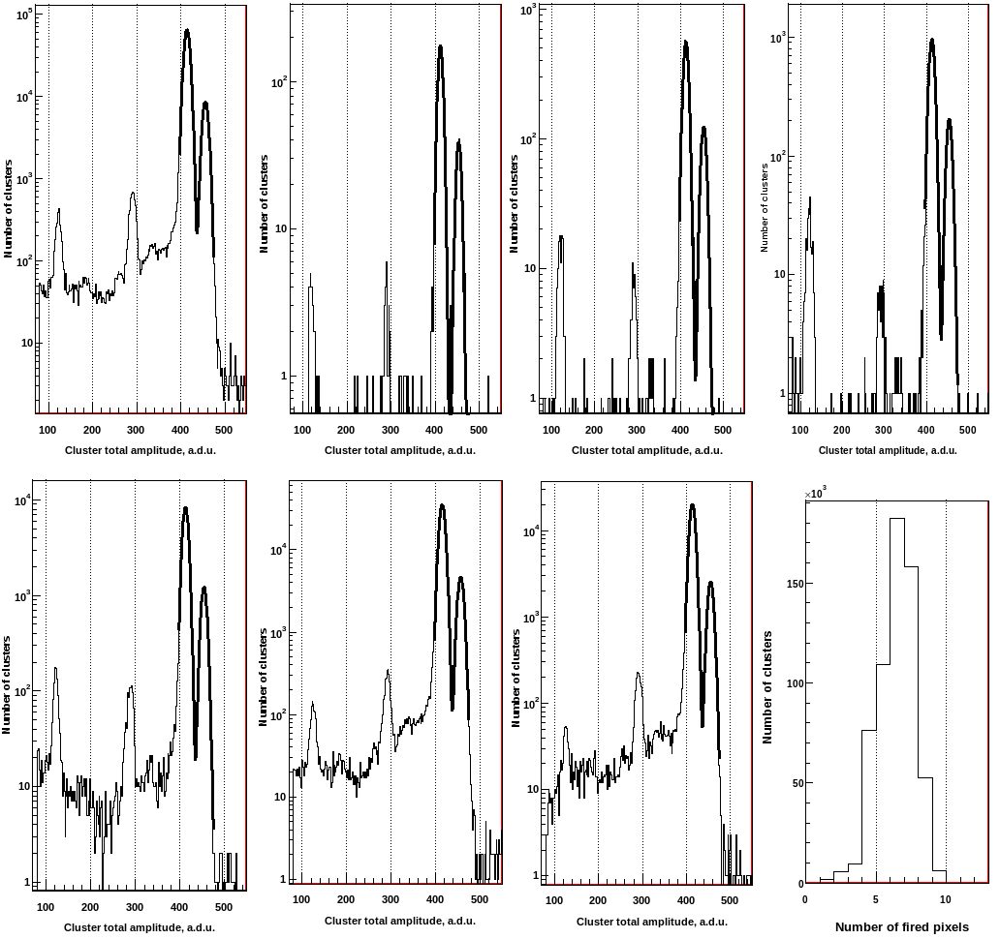 Number of clusters
10^5
10^4
10^3
10^2
10
100 200 300 400 500
Cluster total amplitude, a.d.u.
Number of clusters
10^2
10
1
100 200 300 400 500
Cluster total amplitude, a.d.u.
Number of clusters
10^3
10^2
10
1
100 200 300 400 500
Cluster total amplitude, a.d.u.
Number of clusters
10^3
10^2
10
1
100 200 300 400 500
Cluster total amplitude, a.d.u.
Number of clusters
10^4
10^3
10^2
10
1
100 200 300 400 500
Cluster total amplitude, a.d.u.
Number of clusters
10^4
10^3
10^2
10
1
100 200 300 400 500
Cluster total amplitude, a.d.u.
Number of clusters
10^4
10^3
10^2
10
1
100 200 300 400 500
Cluster total amplitude, a.d.u.
×10^3
Number of clusters
150
100
50
0
0 5 10
Number of fired pixels